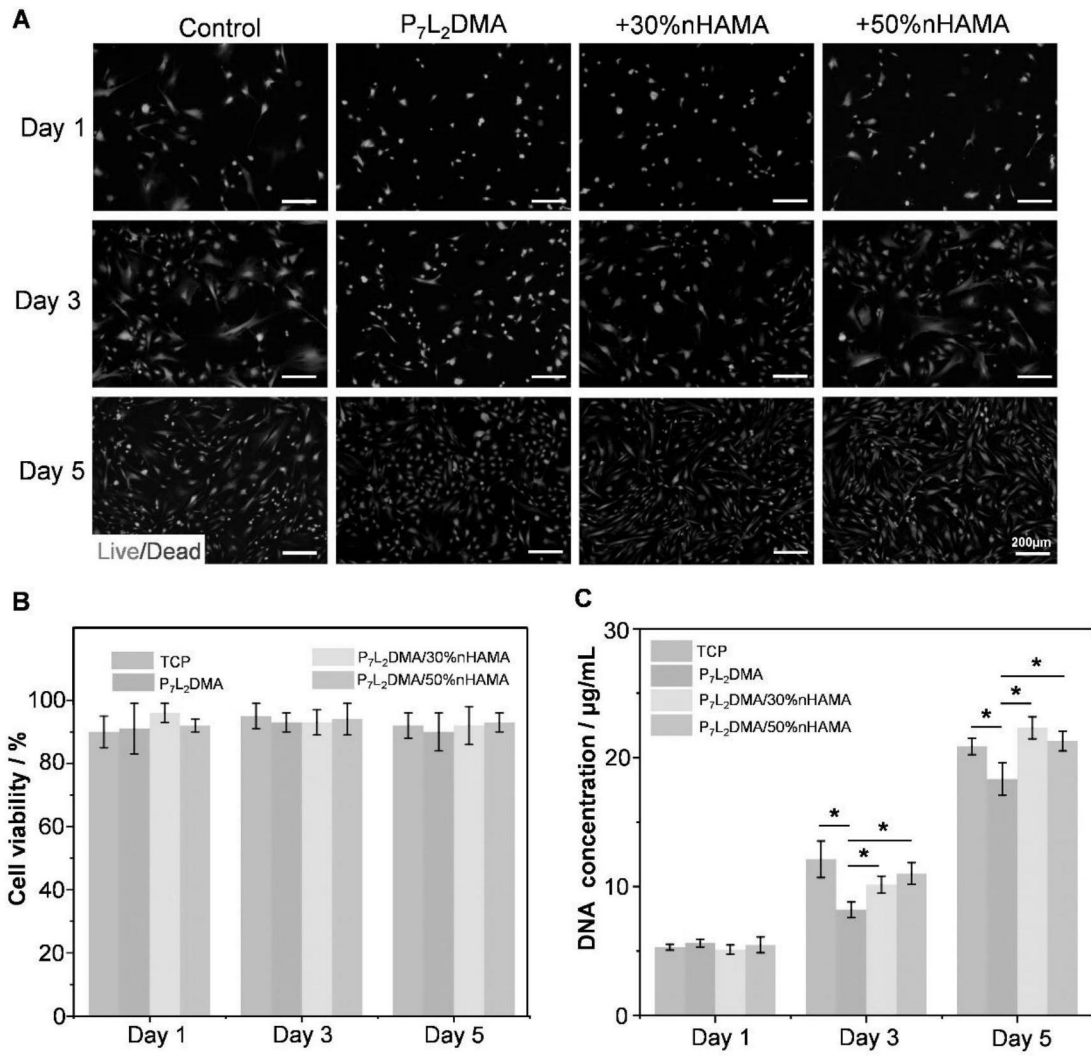 A
Control P₇L₂DMA +30%nHAMA +50%nHAMA
Day 1
Day 3
Day 5
Live/Dead
200μm
B
TCP
P₇L₂DMA
P₇L₂DMA/30%nHAMA
P₇L₂DMA/50%nHAMA
Cell viability / %
100
80
60
40
20
0
Day 1 Day 3 Day 5
C
TCP
P₇L₂DMA
P₇L₂DMA/30%nHAMA
P₇L₂DMA/50%nHAMA
DNA concentration / μg/mL
30
20
10
0
* * *
* * *
Day 1 Day 3 Day 5